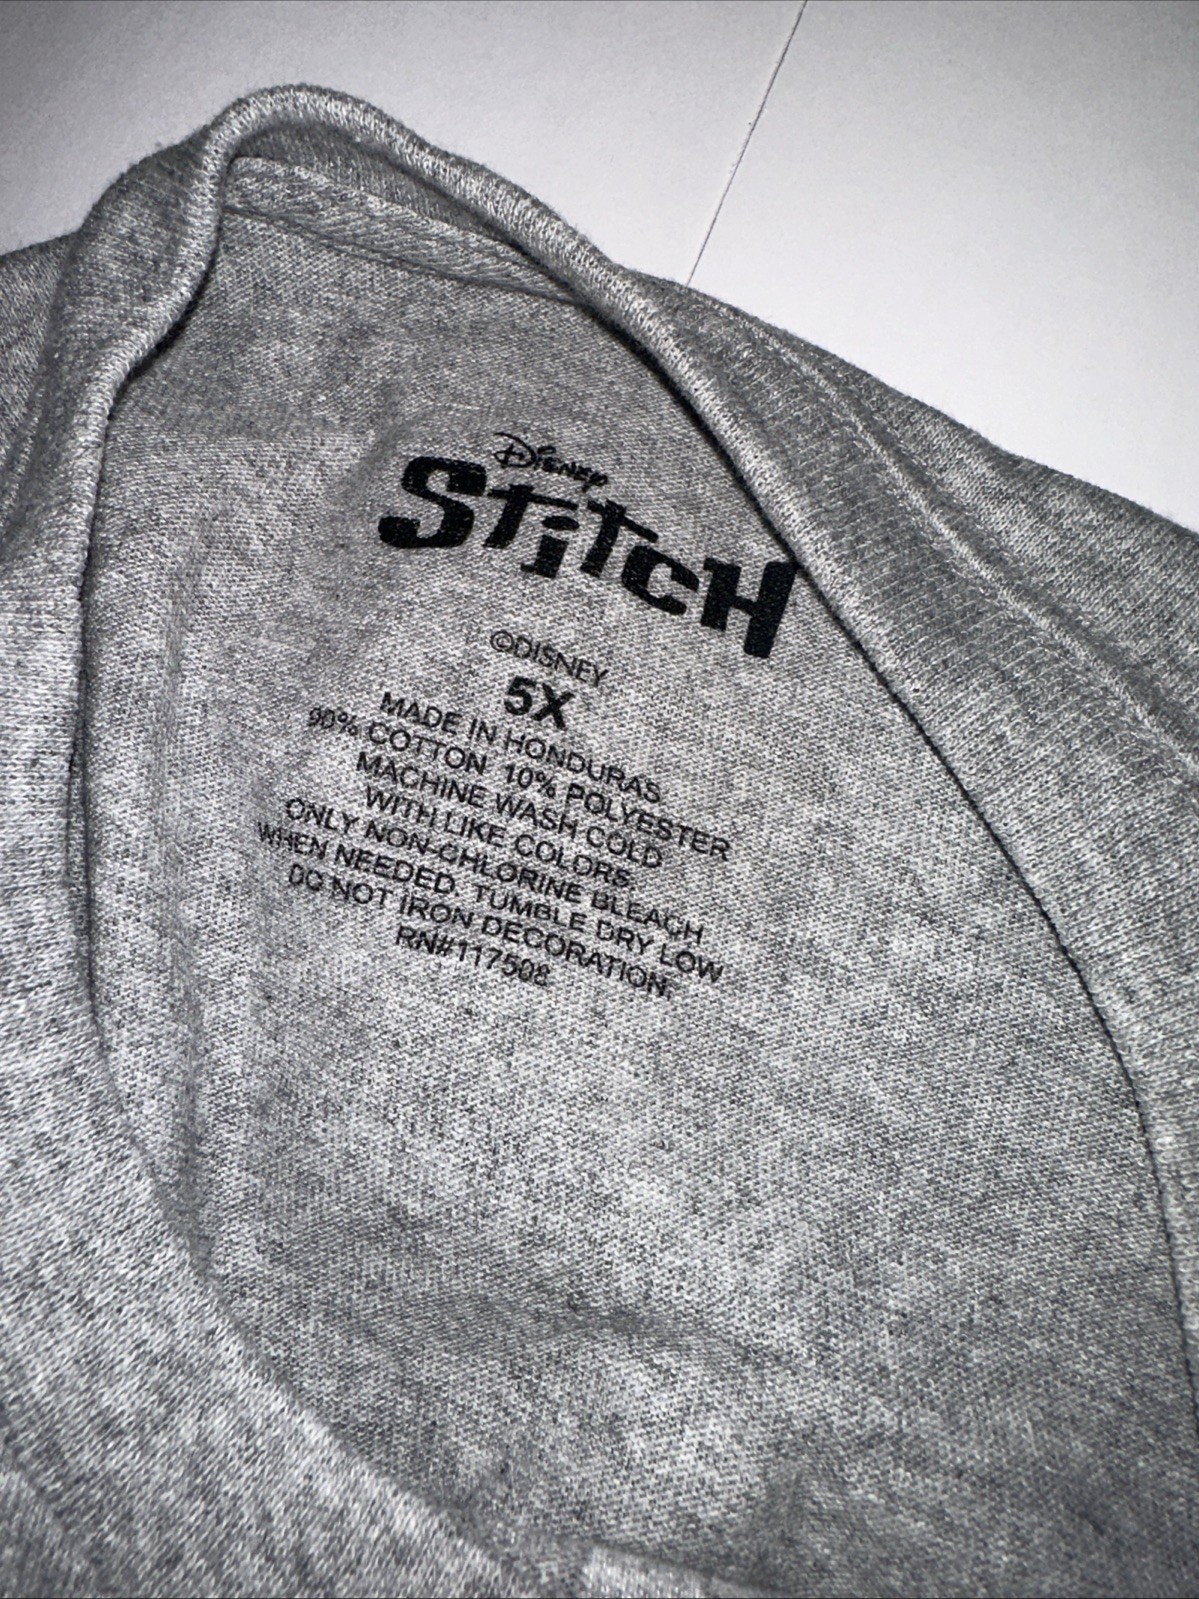 Disney
STITCH
©DISNEY
5X
MADE IN HONDURAS
90% COTTON 10% POLYESTER
MACHINE WASH COLD
WITH LIKE COLORS.
ONLY NON-CHLORINE BLEACH
WHEN NEEDED. TUMBLE DRY LOW
DO NOT IRON DECORATION.
RN#117508